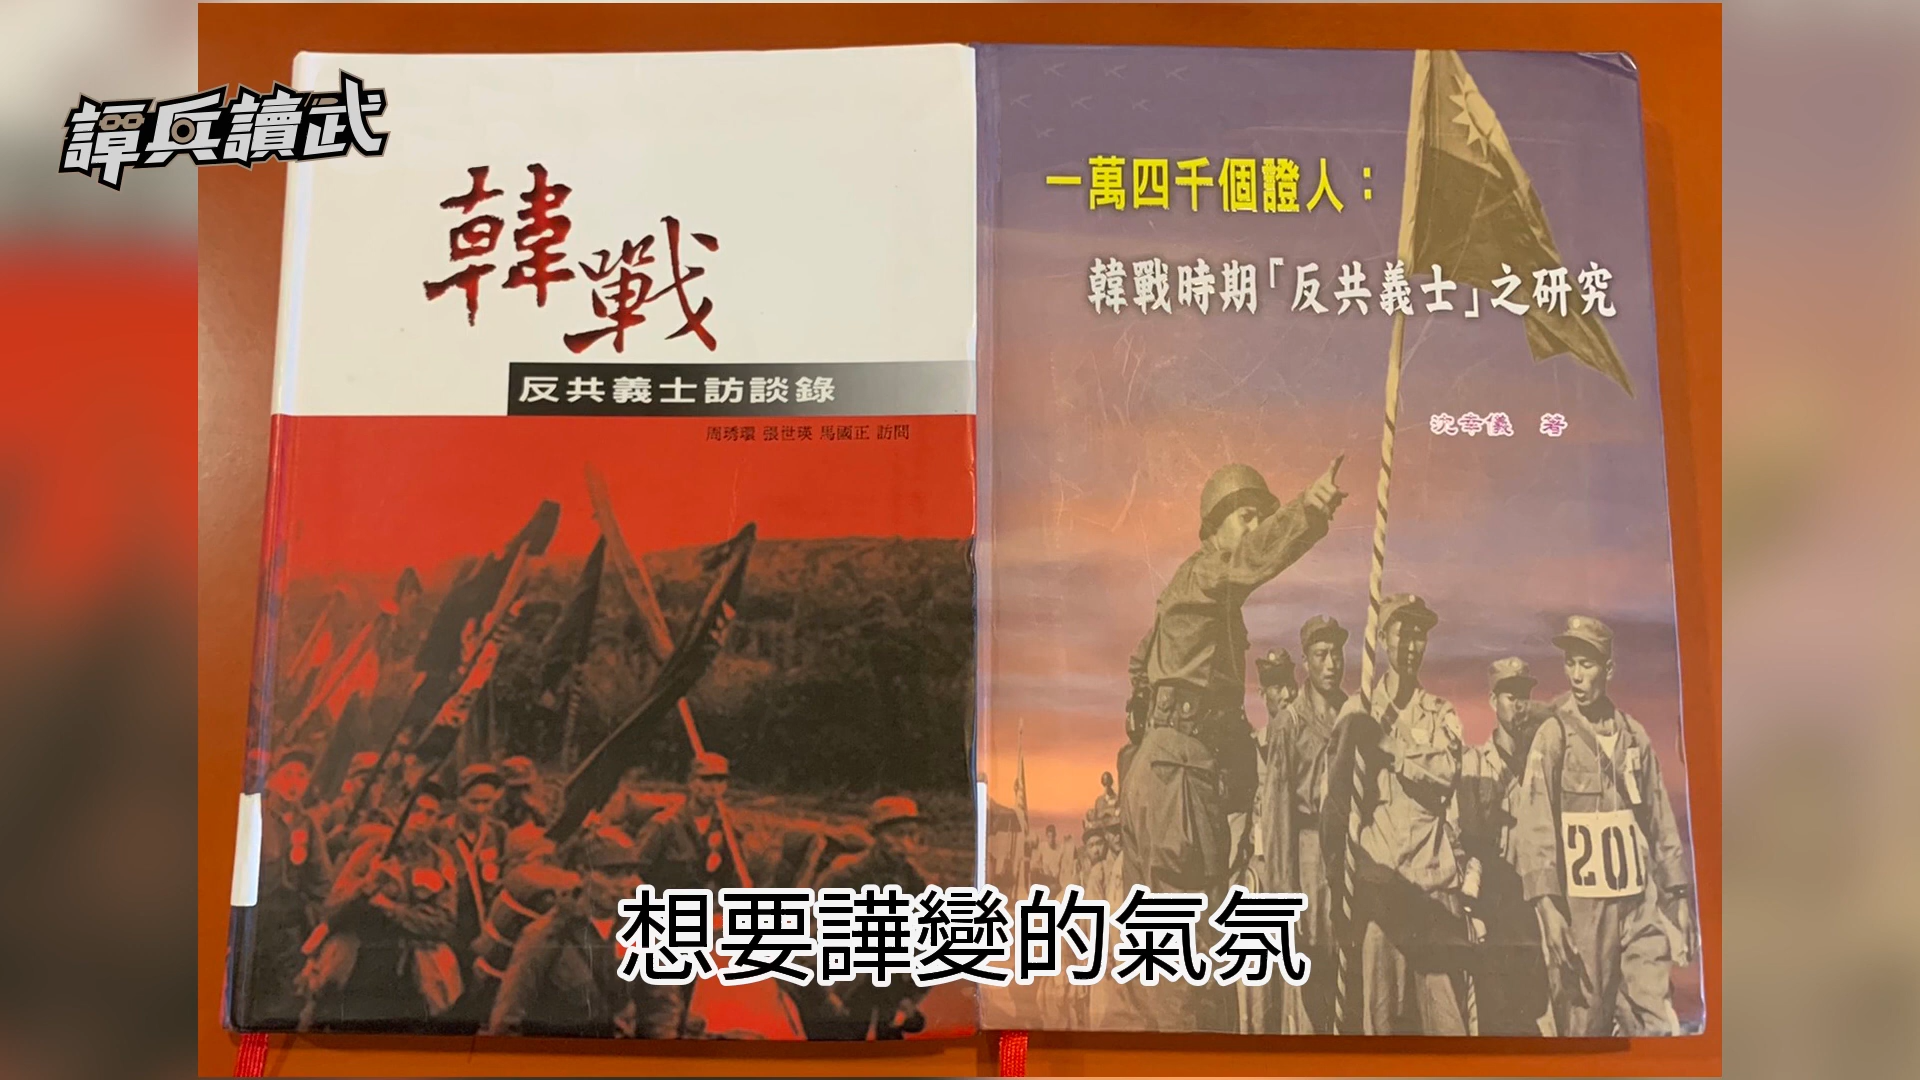 譚兵讀武
韓戰
反共義士訪談錄
周琇環 張世瑛 馬國正 訪問
一萬四千個證人：
韓戰時期「反共義士」之研究
沈幸儀 著
201
想要譁變的氣氛